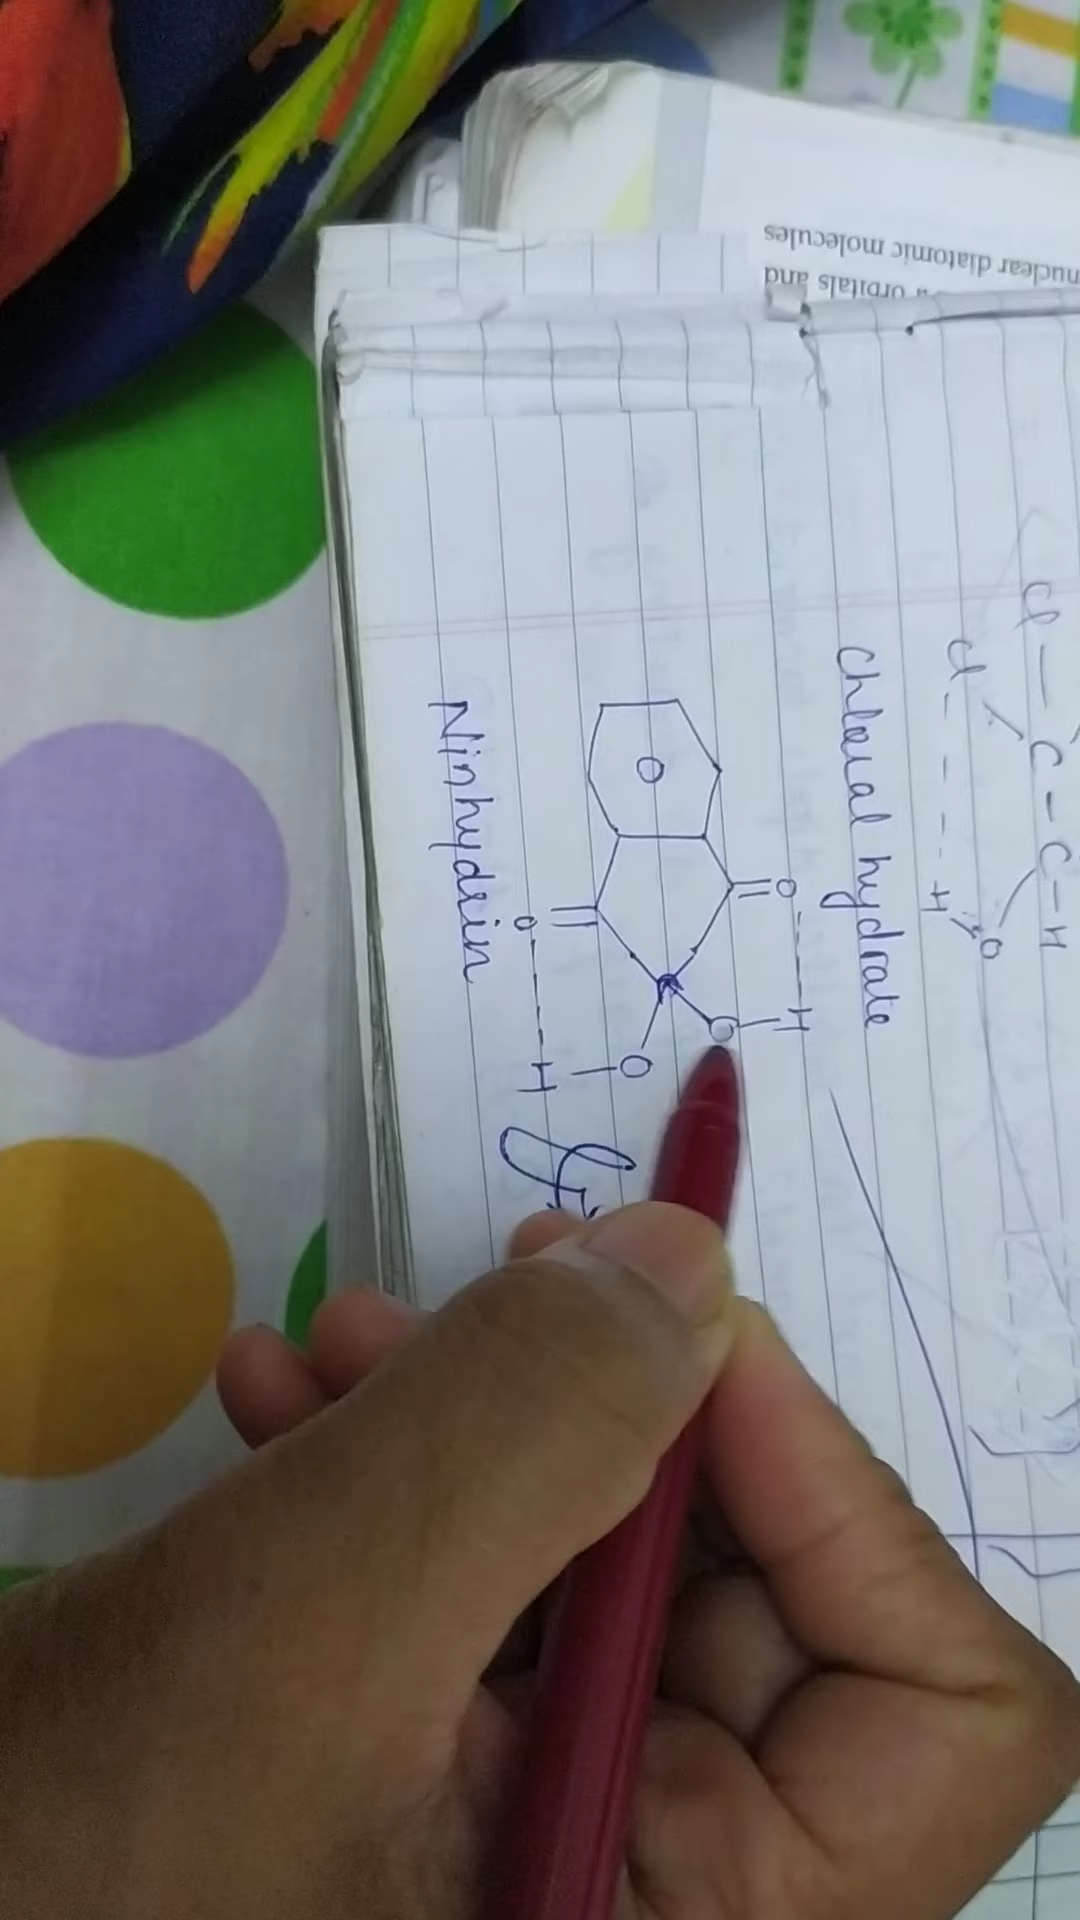 Cl — C - C - H
Cl
O
H
Chloral hydrate
O
O H
O H
O
Ninhydrin
orbitals and
nuclear diatomic molecules